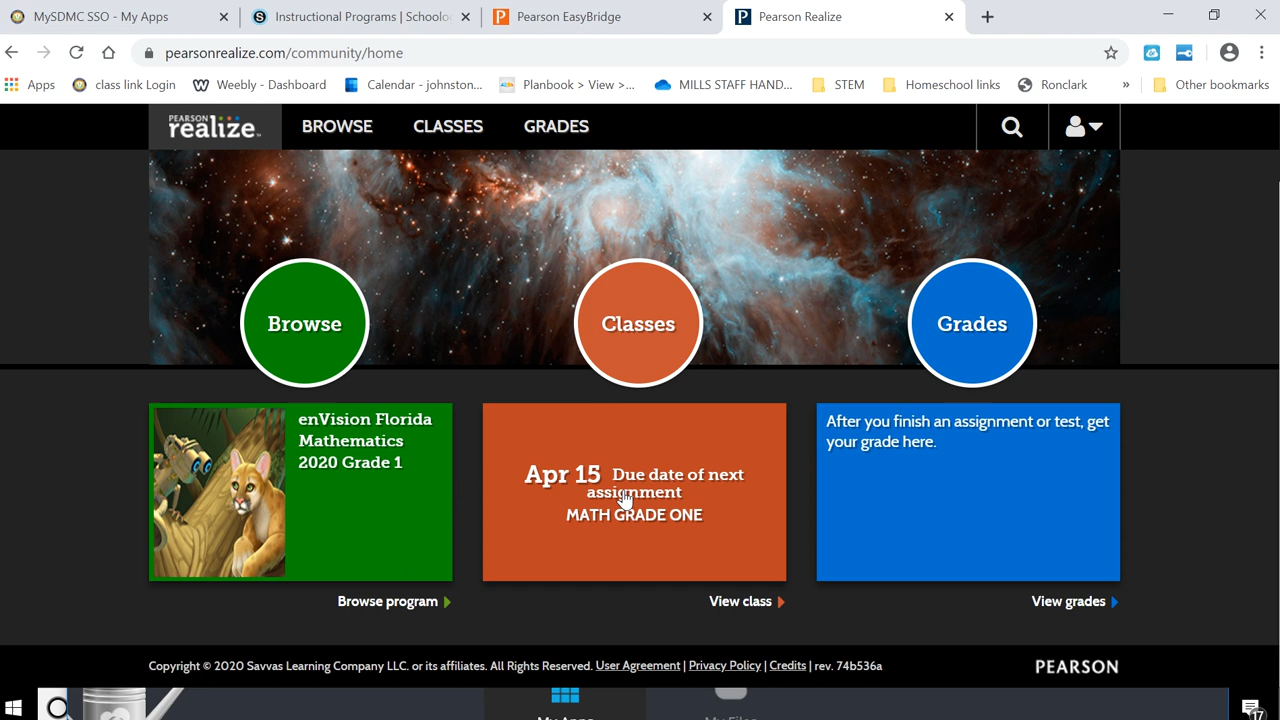 MySDMC SSO - My Apps
Instructional Programs | Schoolo
Pearson EasyBridge
Pearson Realize
pearsonrealize.com/community/home
Apps
class link Login
Weebly - Dashboard
Calendar - johnston...
Planbook > View >...
MILLS STAFF HAND...
STEM
Homeschool links
Ronclark
»
Other bookmarks
PEARSON
realize
BROWSE
CLASSES
GRADES
Browse
Classes
Grades
enVision Florida
Mathematics
2020 Grade 1
Apr 15 Due date of next
assignment
MATH GRADE ONE
After you finish an assignment or test, get
your grade here.
Browse program
View class
View grades
Copyright © 2020 Savvas Learning Company LLC. or its affiliates. All Rights Reserved. User Agreement | Privacy Policy | Credits | rev. 74b536a
PEARSON
17